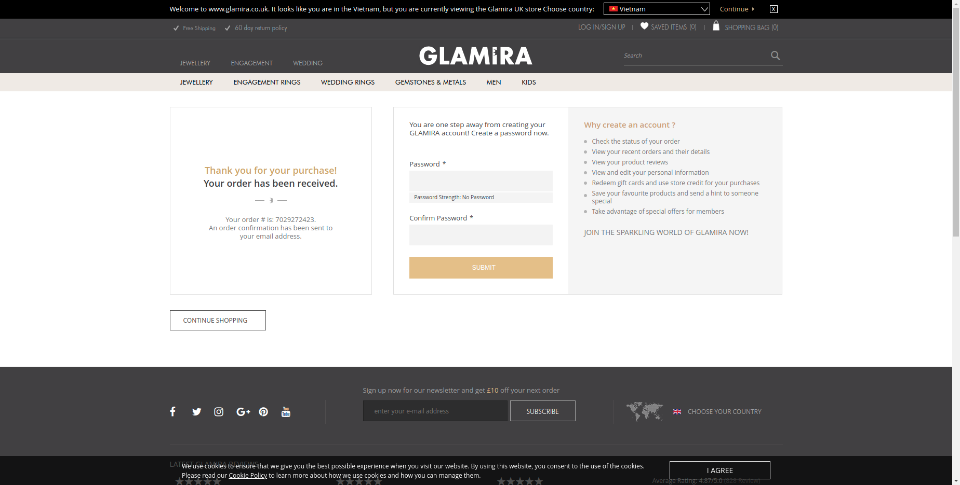 Welcome to www.glamira.co.uk. It looks like you are in the Vietnam, but you are currently viewing the Glamira UK store Choose country:
Vietnam
Continue
Free Shipping
60 day return policy
LOG IN/SIGN UP
SAVED ITEMS (0)
SHOPPING BAG (0)
JEWELLERY
ENGAGEMENT
WEDDING
GLAMIRA
Search
JEWELLERY
ENGAGEMENT RINGS
WEDDING RINGS
GEMSTONES & METALS
MEN
KIDS
Thank you for your purchase!
Your order has been received.
Your order # is: 7029272423.
An order confirmation has been sent to
your email address.
You are one step away from creating your
GLAMIRA account! Create a password now.
Password *
Password Strength: No Password
Confirm Password *
SUBMIT
Why create an account ?
Check the status of your order
View your recent orders and their details
View your product reviews
View and edit your personal information
Redeem gift cards and use store credit for your purchases
Save your favourite products and send a hint to someone
special
Take advantage of special offers for members
JOIN THE SPARKLING WORLD OF GLAMIRA NOW!
CONTINUE SHOPPING
Sign up now for our newsletter and get £10 off your next order
enter your e-mail address
SUBSCRIBE
CHOOSE YOUR COUNTRY
We use cookies to ensure that we give you the best possible experience when you visit our website. By using this website, you consent to the use of the cookies.
Please read our Cookie Policy to learn more about how we use cookies and how you can manage them.
I AGREE